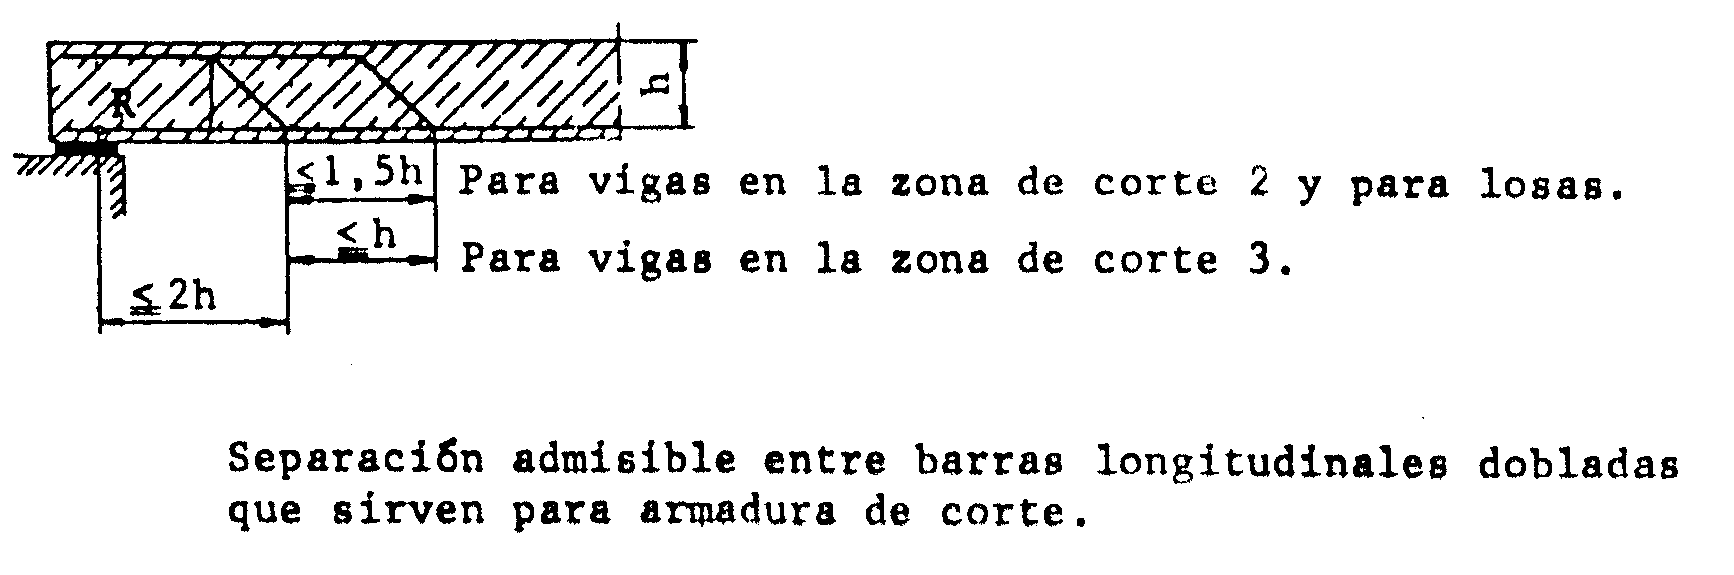 R
h
≤1,5h Para vigas en la zona de corte 2 y para losas.
≤h Para vigas en la zona de corte 3.
≤2h
Separación admisible entre barras longitudinales dobladas
que sirven para armadura de corte.